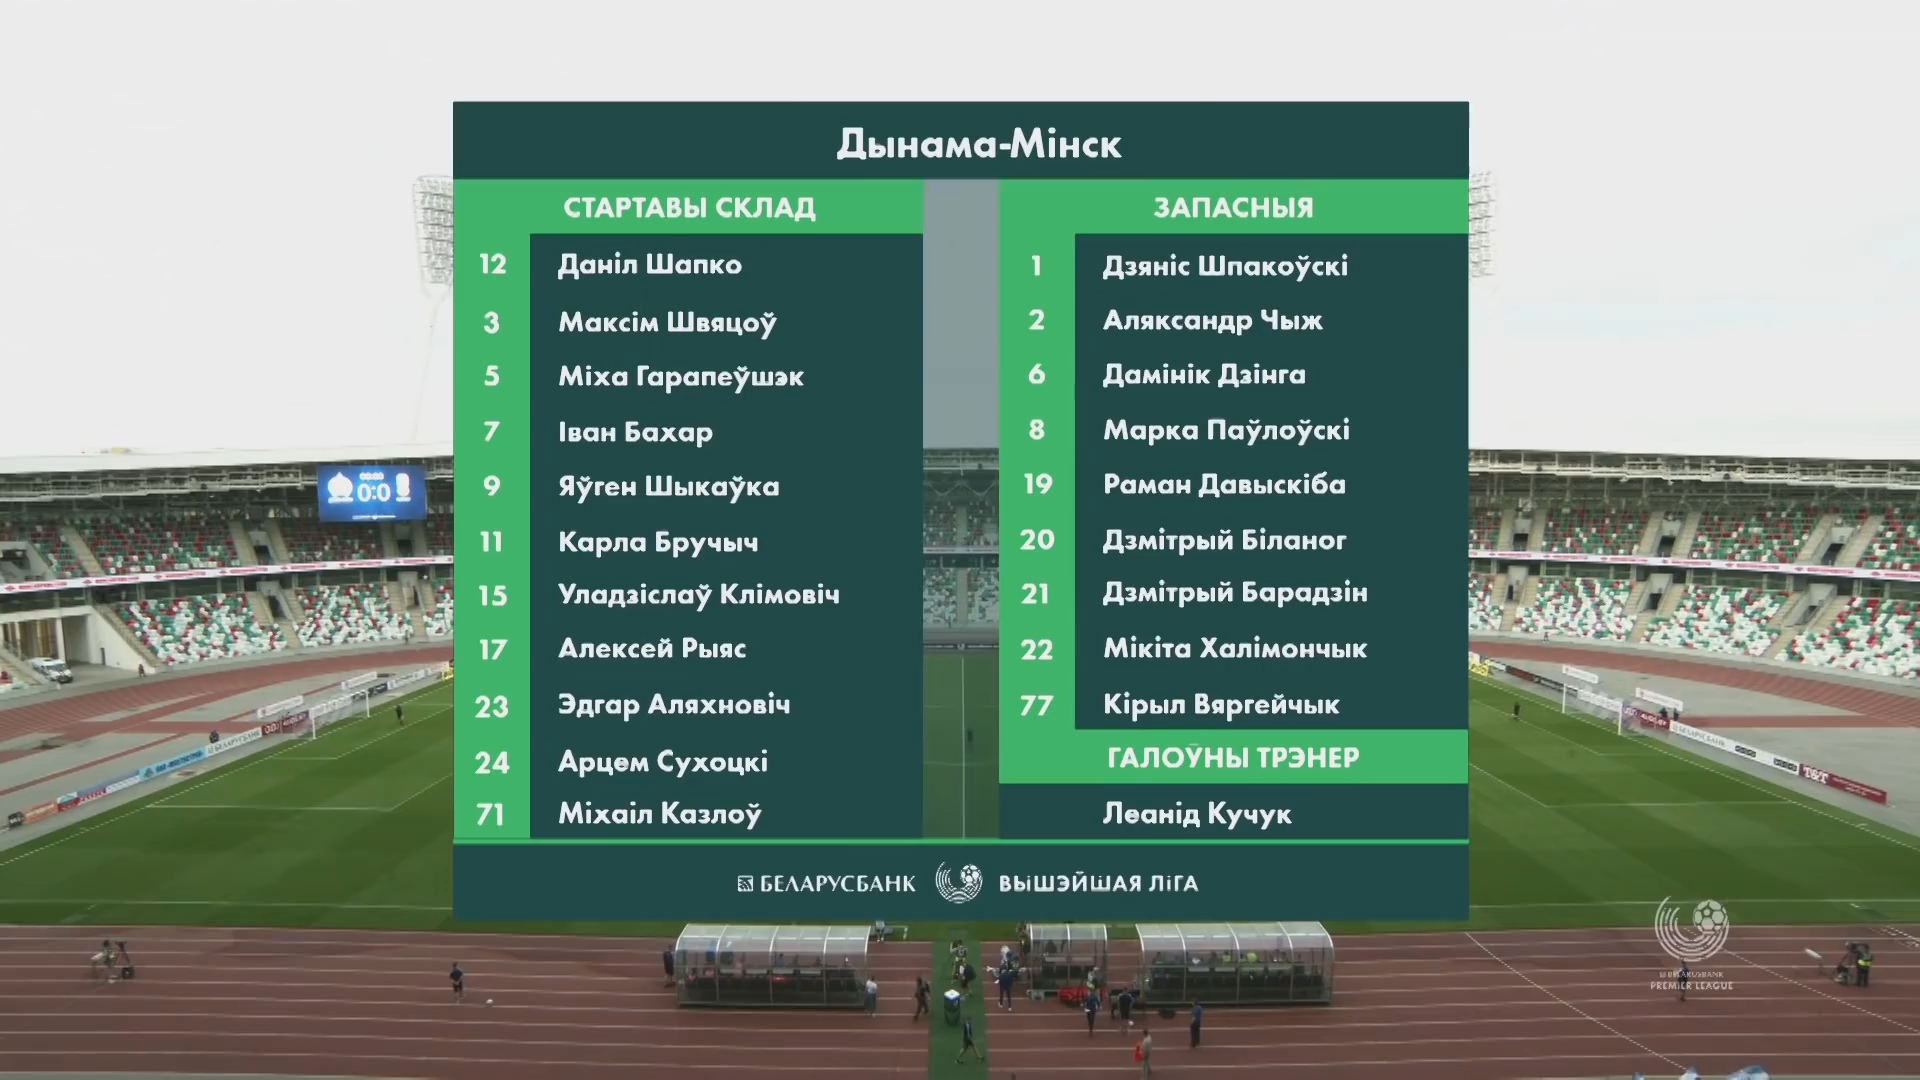 Дынама-Мінск
СТАРТАВЫ СКЛАД
12 Даніл Шапко
3 Максім Швяцоў
5 Міха Гарапеўшэк
7 Іван Бахар
9 Яўген Шыкаўка
11 Карла Бручыч
15 Уладзіслаў Клімовіч
17 Алексей Рыяс
23 Эдгар Аляхновіч
24 Арцем Сухоцкі
71 Міхаіл Казлоў
ЗАПАСНЫЯ
1 Дзяніс Шпакоўскі
2 Аляксандр Чыж
6 Дамінік Дзінга
8 Марка Паўлоўскі
19 Раман Давыскіба
20 Дзмітрый Біланог
21 Дзмітрый Барадзін
22 Мікіта Халімончык
77 Кірыл Вяргейчык
ГАЛОЎНЫ ТРЭНЕР
Леанід Кучук
БЕЛАРУСБАНК ВЫШЭЙШАЯ ЛІГА
00:00
0:0
BELARUSBANK
PREMIER LEAGUE